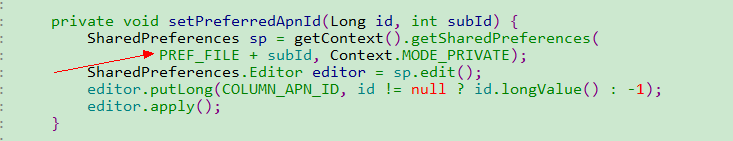 private void setPreferredApnId(Long id, int subId) {
SharedPreferences sp = getContext().getSharedPreferences(
PREF_FILE + subId, Context.MODE_PRIVATE);
SharedPreferences.Editor editor = sp.edit();
editor.putLong(COLUMN_APN_ID, id != null ? id.longValue() : -1);
editor.apply();
}